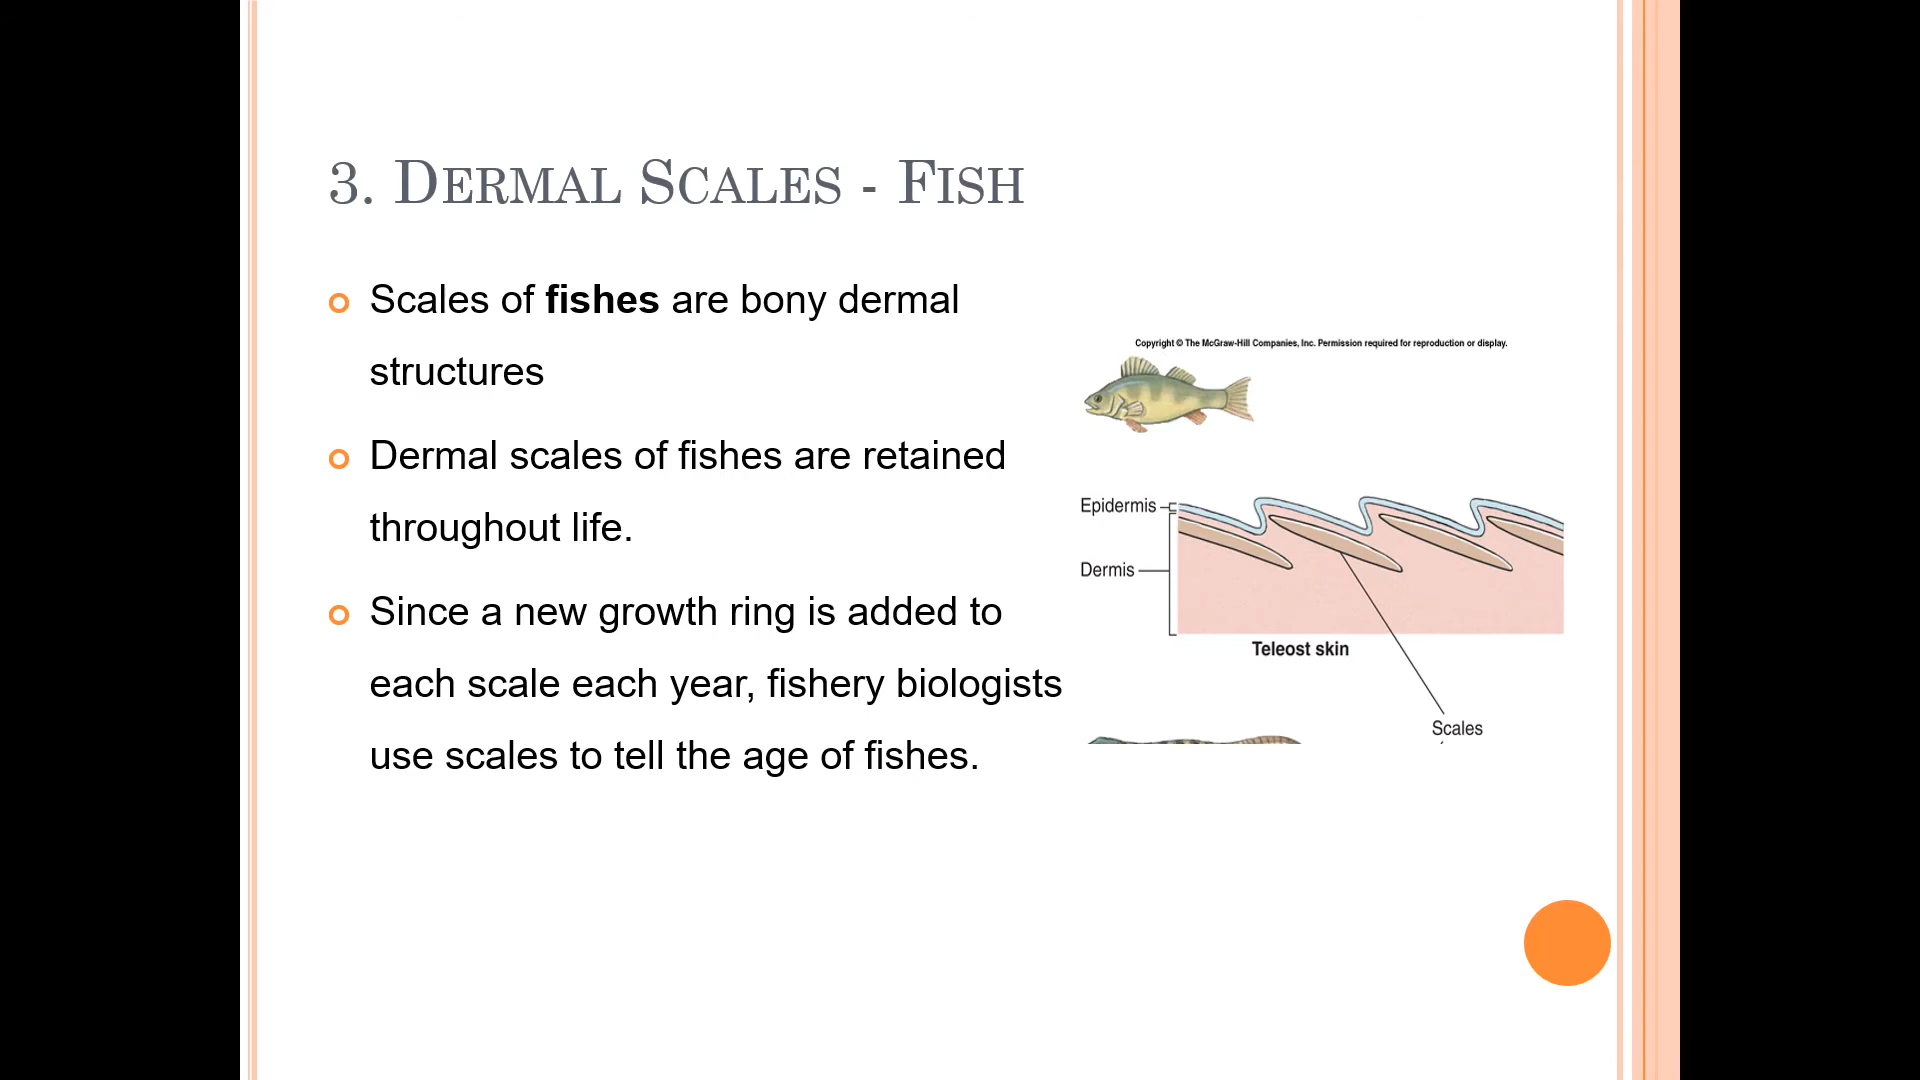 3. DERMAL SCALES - FISH
Scales of fishes are bony dermal
structures
Dermal scales of fishes are retained
throughout life.
Since a new growth ring is added to
each scale each year, fishery biologists
use scales to tell the age of fishes.
Copyright © The McGraw-Hill Companies, Inc. Permission required for reproduction or display.
Epidermis
Dermis
Teleost skin
Scales